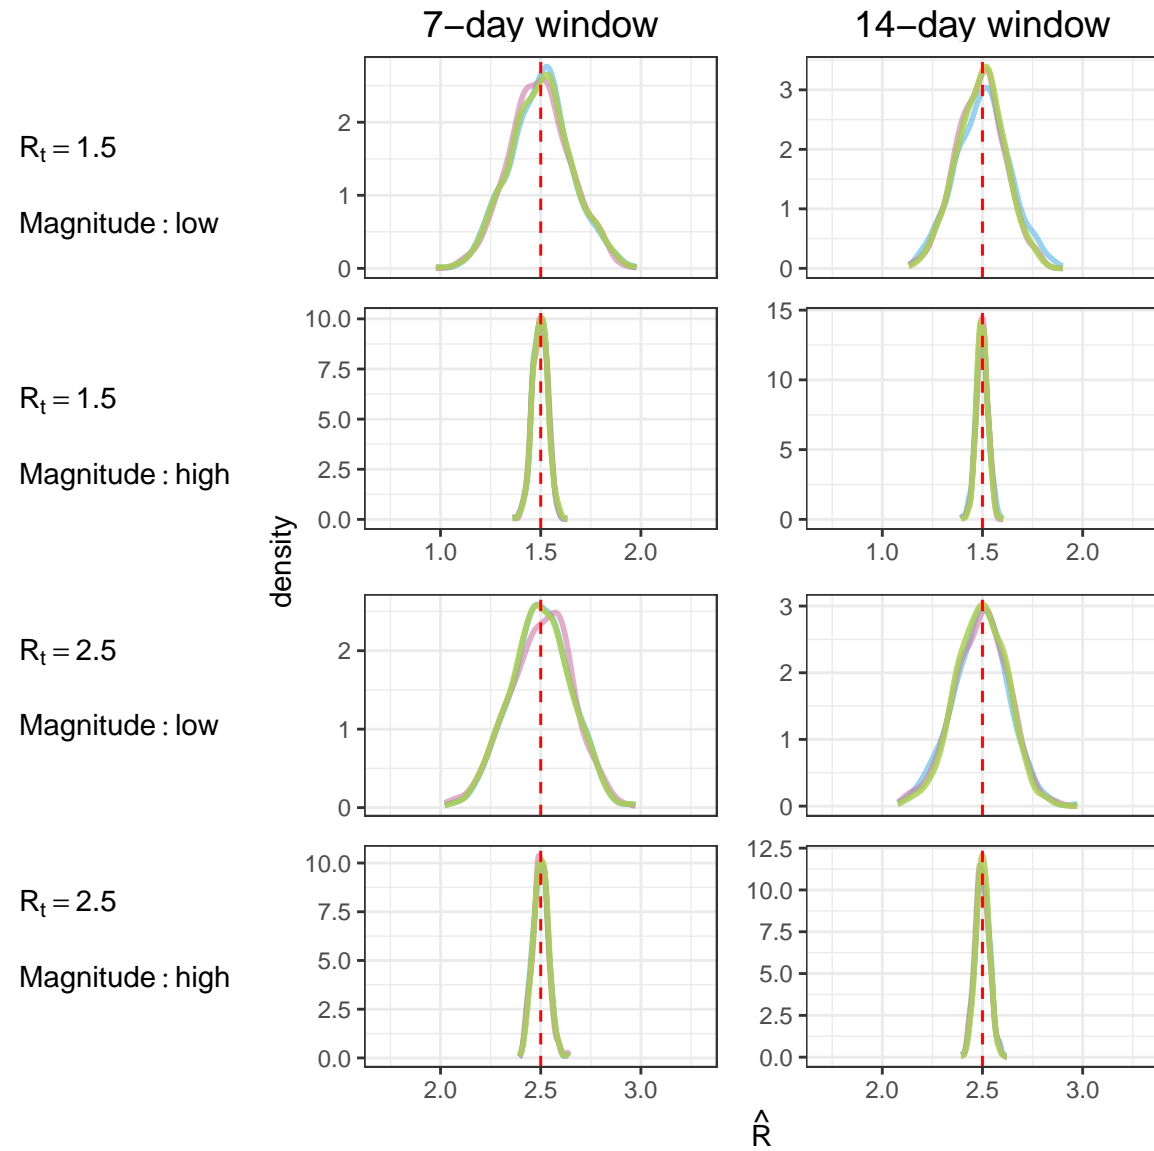 7−day window
14−day window
Rt = 1.5
Magnitude : low
2
1
0
3
2
1
0
Rt = 1.5
Magnitude : high
10.0
7.5
5.0
2.5
0.0
1.0 1.5 2.0
15
10
5
0
1.0 1.5 2.0
density
Rt = 2.5
Magnitude : low
2
1
0
3
2
1
0
Rt = 2.5
Magnitude : high
10.0
7.5
5.0
2.5
0.0
2.0 2.5 3.0
12.5
10.0
7.5
5.0
2.5
0.0
2.0 2.5 3.0
R̂